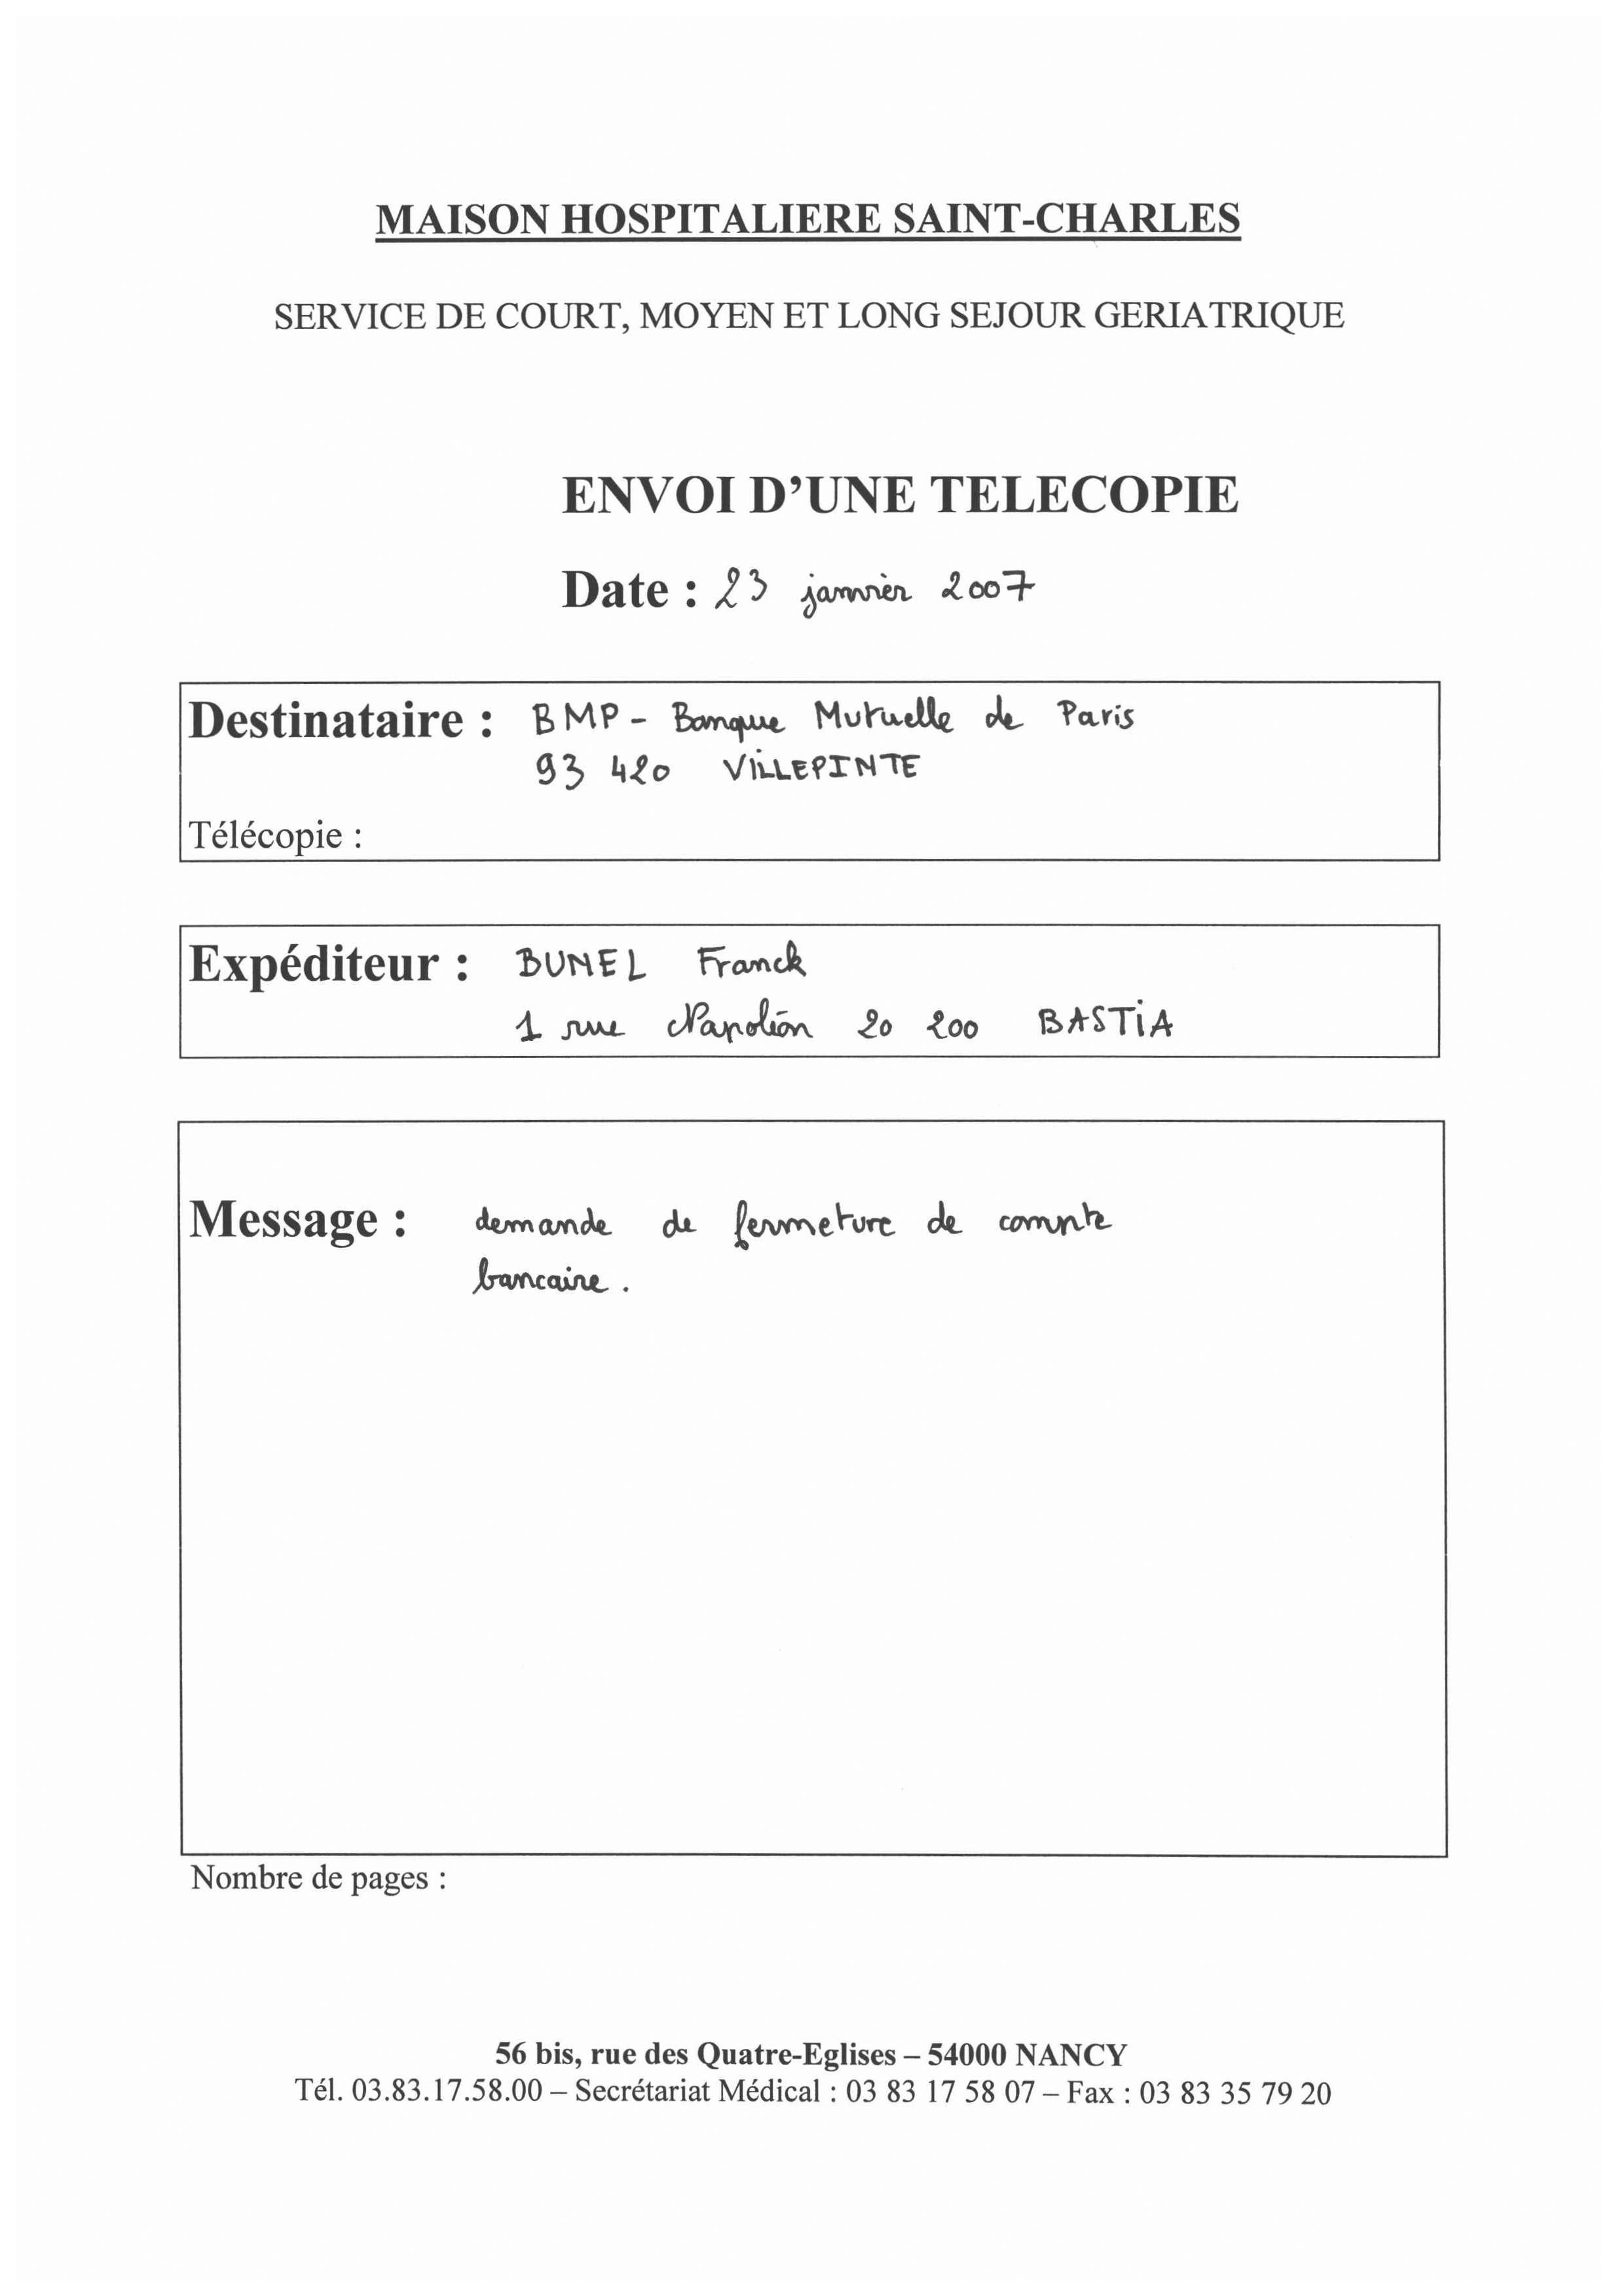 MAISON HOSPITALIERE SAINT-CHARLES
SERVICE DE COURT, MOYEN ET LONG SEJOUR GERIATRIQUE
ENVOI D'UNE TELECOPIE
Date : 23 janvier 2007
Destinataire : BMP - Banque Mutuelle de Paris
93 420 VILLEPINTE
Télécopie :
Expéditeur : BUNEL Franck
1 rue Napoléon 20 200 BASTIA
Message : demande de fermeture de compte
bancaire.
Nombre de pages :
56 bis, rue des Quatre-Eglises – 54000 NANCY
Tél. 03.83.17.58.00 – Secrétariat Médical : 03 83 17 58 07 – Fax : 03 83 35 79 20